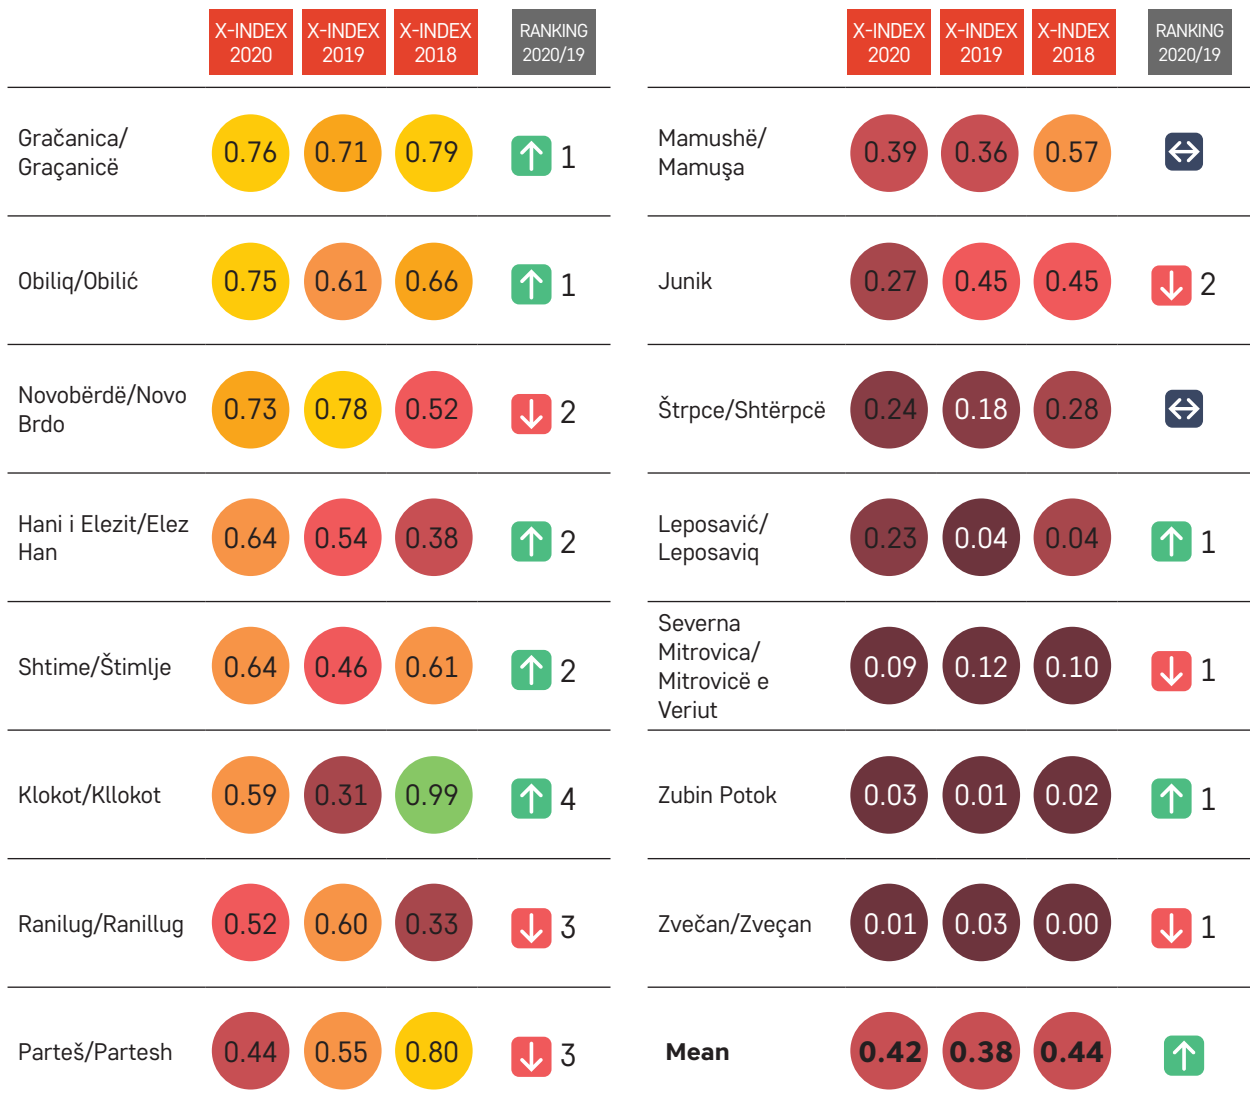 X-INDEX 2020 X-INDEX 2019 X-INDEX 2018 RANKING 2020/19
Gračanica/
Graçanicë 0.76 0.71 0.79 1
Obiliq/Obilić 0.75 0.61 0.66 1
Novobërdë/Novo
Brdo 0.73 0.78 0.52 2
Hani i Elezit/Elez
Han 0.64 0.54 0.38 2
Shtime/Štimlje 0.64 0.46 0.61 2
Klokot/Kllokot 0.59 0.31 0.99 4
Ranilug/Ranillug 0.52 0.60 0.33 3
Parteš/Partesh 0.44 0.55 0.80 3
X-INDEX 2020 X-INDEX 2019 X-INDEX 2018 RANKING 2020/19
Mamushë/
Mamuşa 0.39 0.36 0.57
Junik 0.27 0.45 0.45 2
Štrpce/Shtërpcë 0.24 0.18 0.28
Leposavić/
Leposaviq 0.23 0.04 0.04 1
Severna
Mitrovica/
Mitrovicë e
Veriut 0.09 0.12 0.10 1
Zubin Potok 0.03 0.01 0.02 1
Zvečan/Zveçan 0.01 0.03 0.00 1
Mean 0.42 0.38 0.44